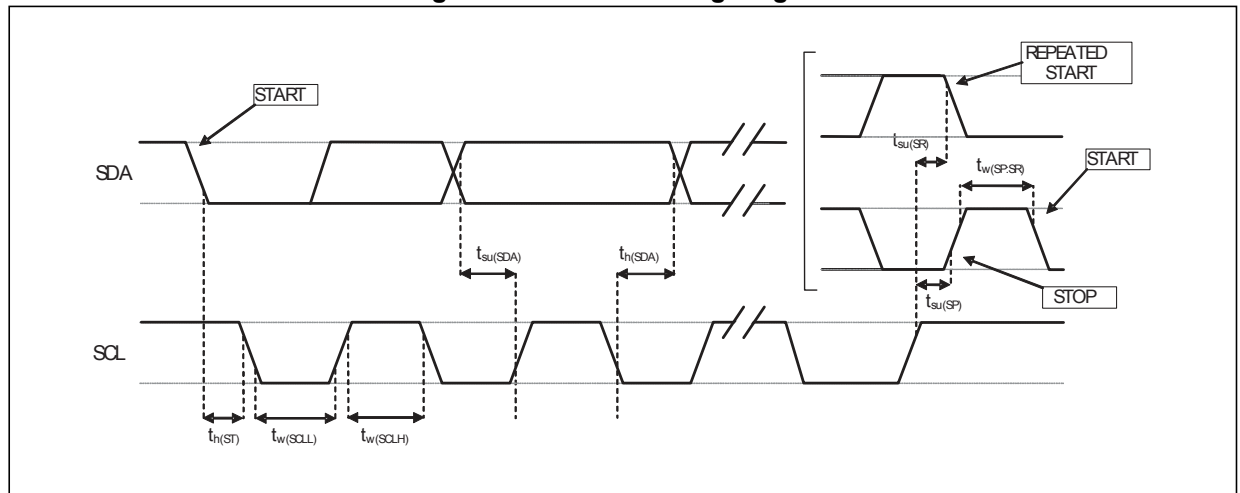 START
REPEATED
START
SDA
tsu(SR)
tw(SP:SR)
START
tsu(SDA)
th(SDA)
tsu(SP)
STOP
SCL
th(ST)
tw(SCLL)
tw(SCLH)